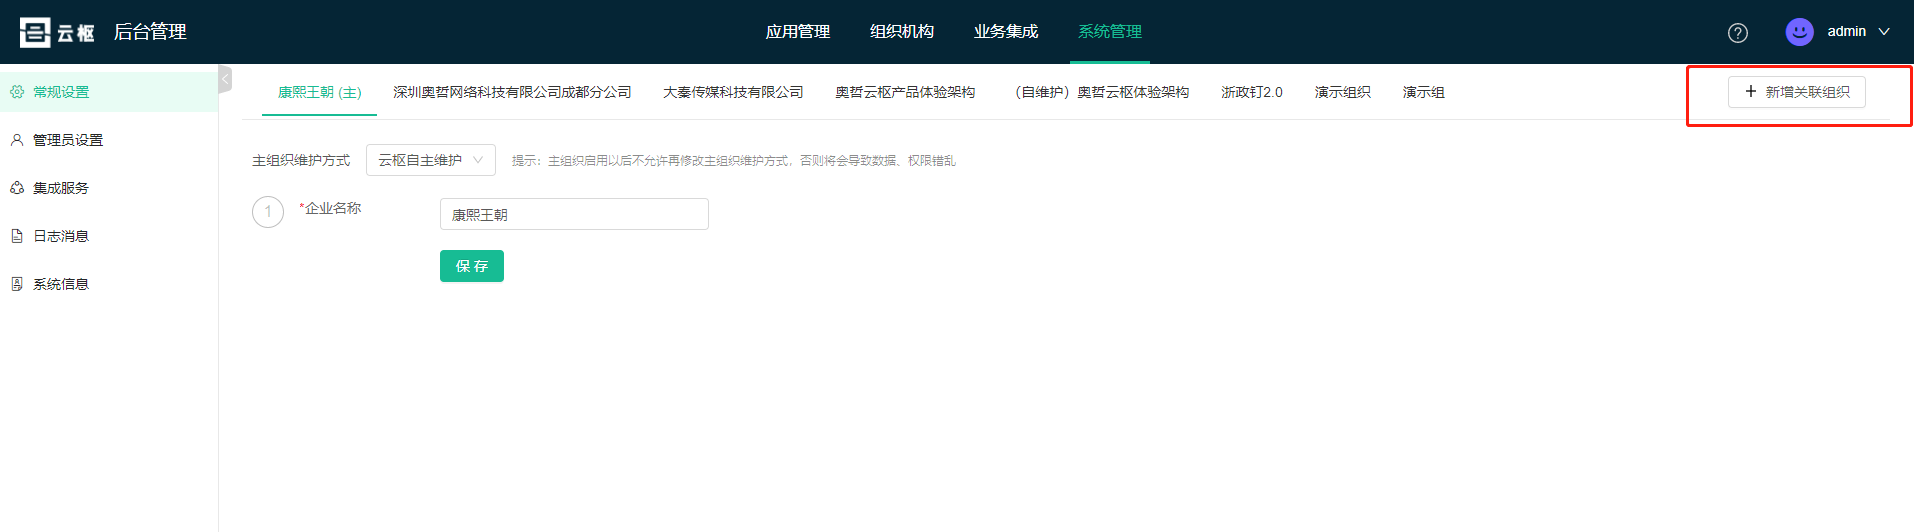 云枢 后台管理 应用管理 组织机构 业务集成 系统管理 admin
常规设置
管理员设置
集成服务
日志消息
系统信息
康熙王朝 (主) 深圳奥哲网络科技有限公司成都分公司 大秦传媒科技有限公司 奥哲云枢产品体验架构 （自维护）奥哲云枢体验架构 浙政钉2.0 演示组织 演示组 + 新增关联组织
主组织维护方式 云枢自主维护 提示：主组织启用以后不允许再修改主组织维护方式，否则将会导致数据、权限错乱
1 *企业名称 康熙王朝
保 存